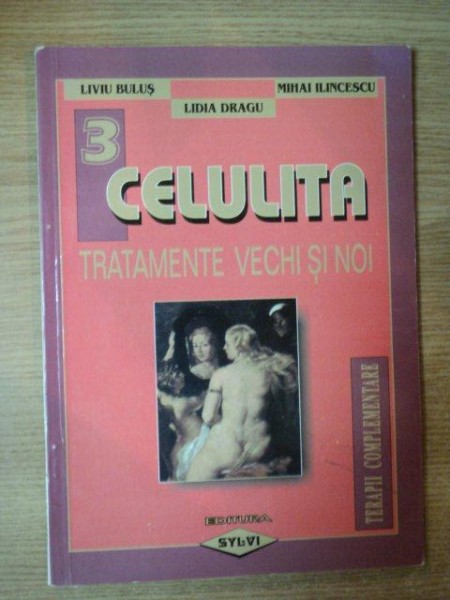 LIVIU BULUŞ
MIHAI ILINCESCU
LIDIA DRAGU
3
CELULITA
TRATAMENTE VECHI ŞI NOI
TERAPII COMPLEMENTARE
EDITURA
SYLVI